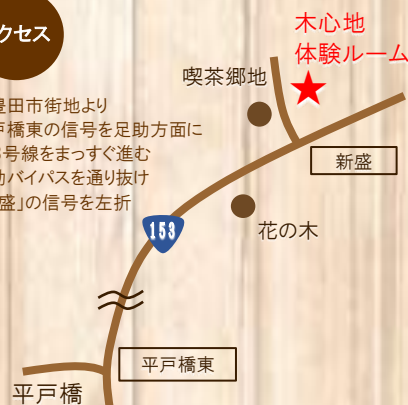 クセス
木心地
体験ルーム
喫茶郷地
豊田市街地より
戸橋東の信号を足助方面に
号線をまっすぐ進む
バイパスを通り抜け
盛」の信号を左折
新盛
153
花の木
平戸橋東
平戸橋